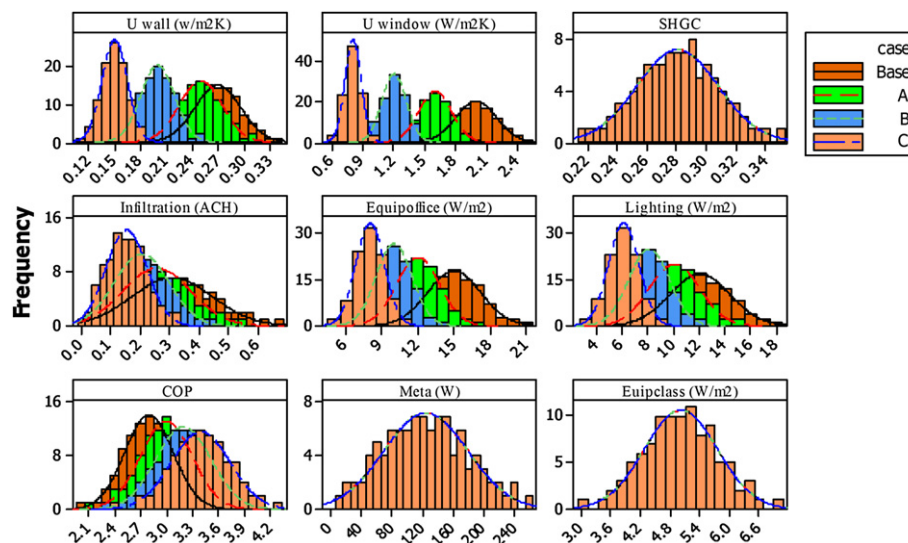 U wall (w/m2K)
U window (W/m2K)
SHGC
20
10
0
0.12 0.15 0.18 0.21 0.24 0.27 0.30 0.33
40
20
0
0.6 0.9 1.2 1.5 1.8 2.1 2.4
8
4
0
0.22 0.24 0.26 0.28 0.30 0.32 0.34
case
Base
A
B
C
Frequency
Infiltration (ACH)
Equipoffice (W/m2)
Lighting (W/m2)
16
8
0
0.0 0.1 0.2 0.3 0.4 0.5 0.6
30
15
0
6 9 12 15 18 21
30
15
0
4 6 8 10 12 14 16 18
COP
Meta (W)
Euipclass (W/m2)
16
8
0
2.1 2.4 2.7 3.0 3.3 3.6 3.9 4.2
8
4
0
0 40 80 120 160 200 240
10
5
0
3.0 3.6 4.2 4.8 5.4 6.0 6.6